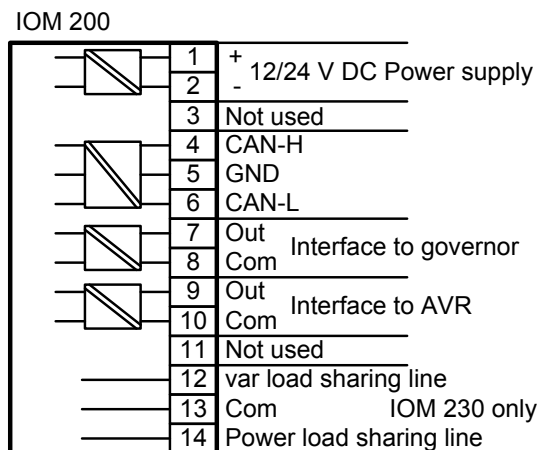 IOM 200
1 +
12/24 V DC Power supply
2 -
3 Not used
4 CAN-H
5 GND
6 CAN-L
7 Out
Interface to governor
8 Com
9 Out
Interface to AVR
10 Com
11 Not used
12 var load sharing line
13 Com IOM 230 only
14 Power load sharing line